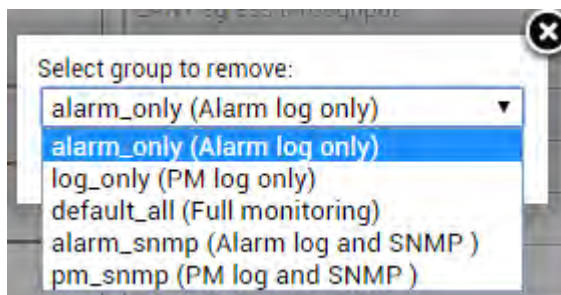 Select group to remove:
alarm_only (Alarm log only)
alarm_only (Alarm log only)
log_only (PM log only)
default_all (Full monitoring)
alarm_snmp (Alarm log and SNMP )
pm_snmp (PM log and SNMP )